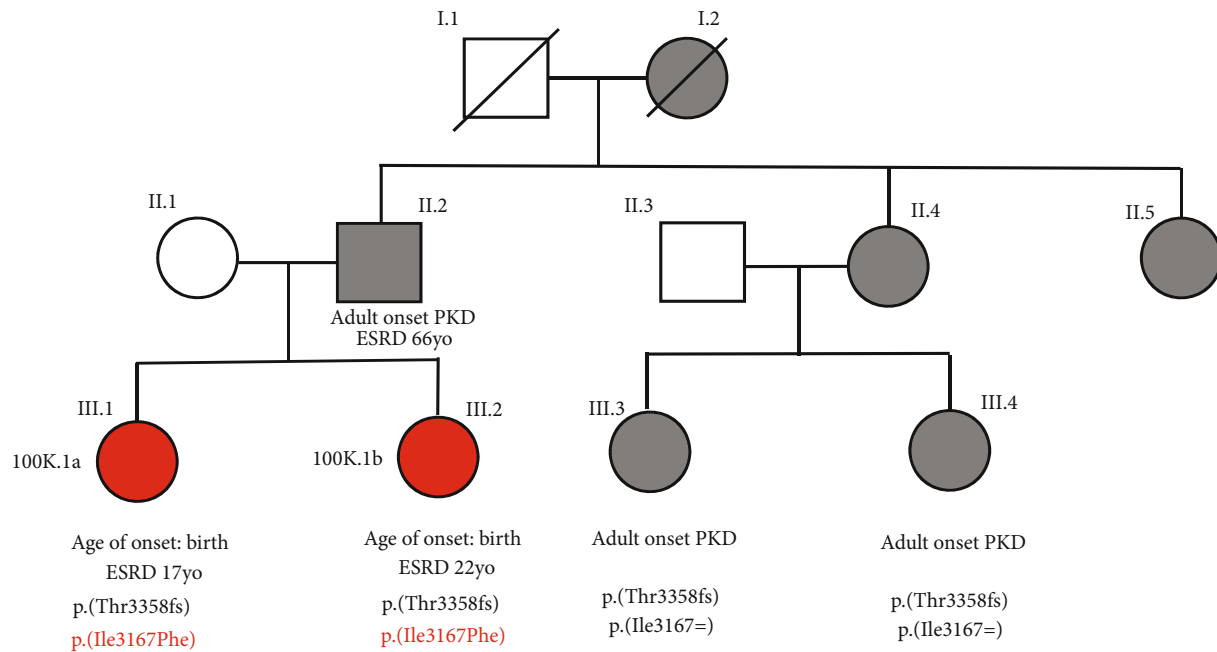 I.1
I.2
II.1
II.2
II.3
II.4
II.5
Adult onset PKD
ESRD 66yo
III.1
III.2
III.3
III.4
100K.1a
100K.1b
Age of onset: birth
ESRD 17yo
p.(Thr3358fs)
p.(Ile3167Phe)
Age of onset: birth
ESRD 22yo
p.(Thr3358fs)
p.(Ile3167Phe)
Adult onset PKD
p.(Thr3358fs)
p.(Ile3167=)
Adult onset PKD
p.(Thr3358fs)
p.(Ile3167=)